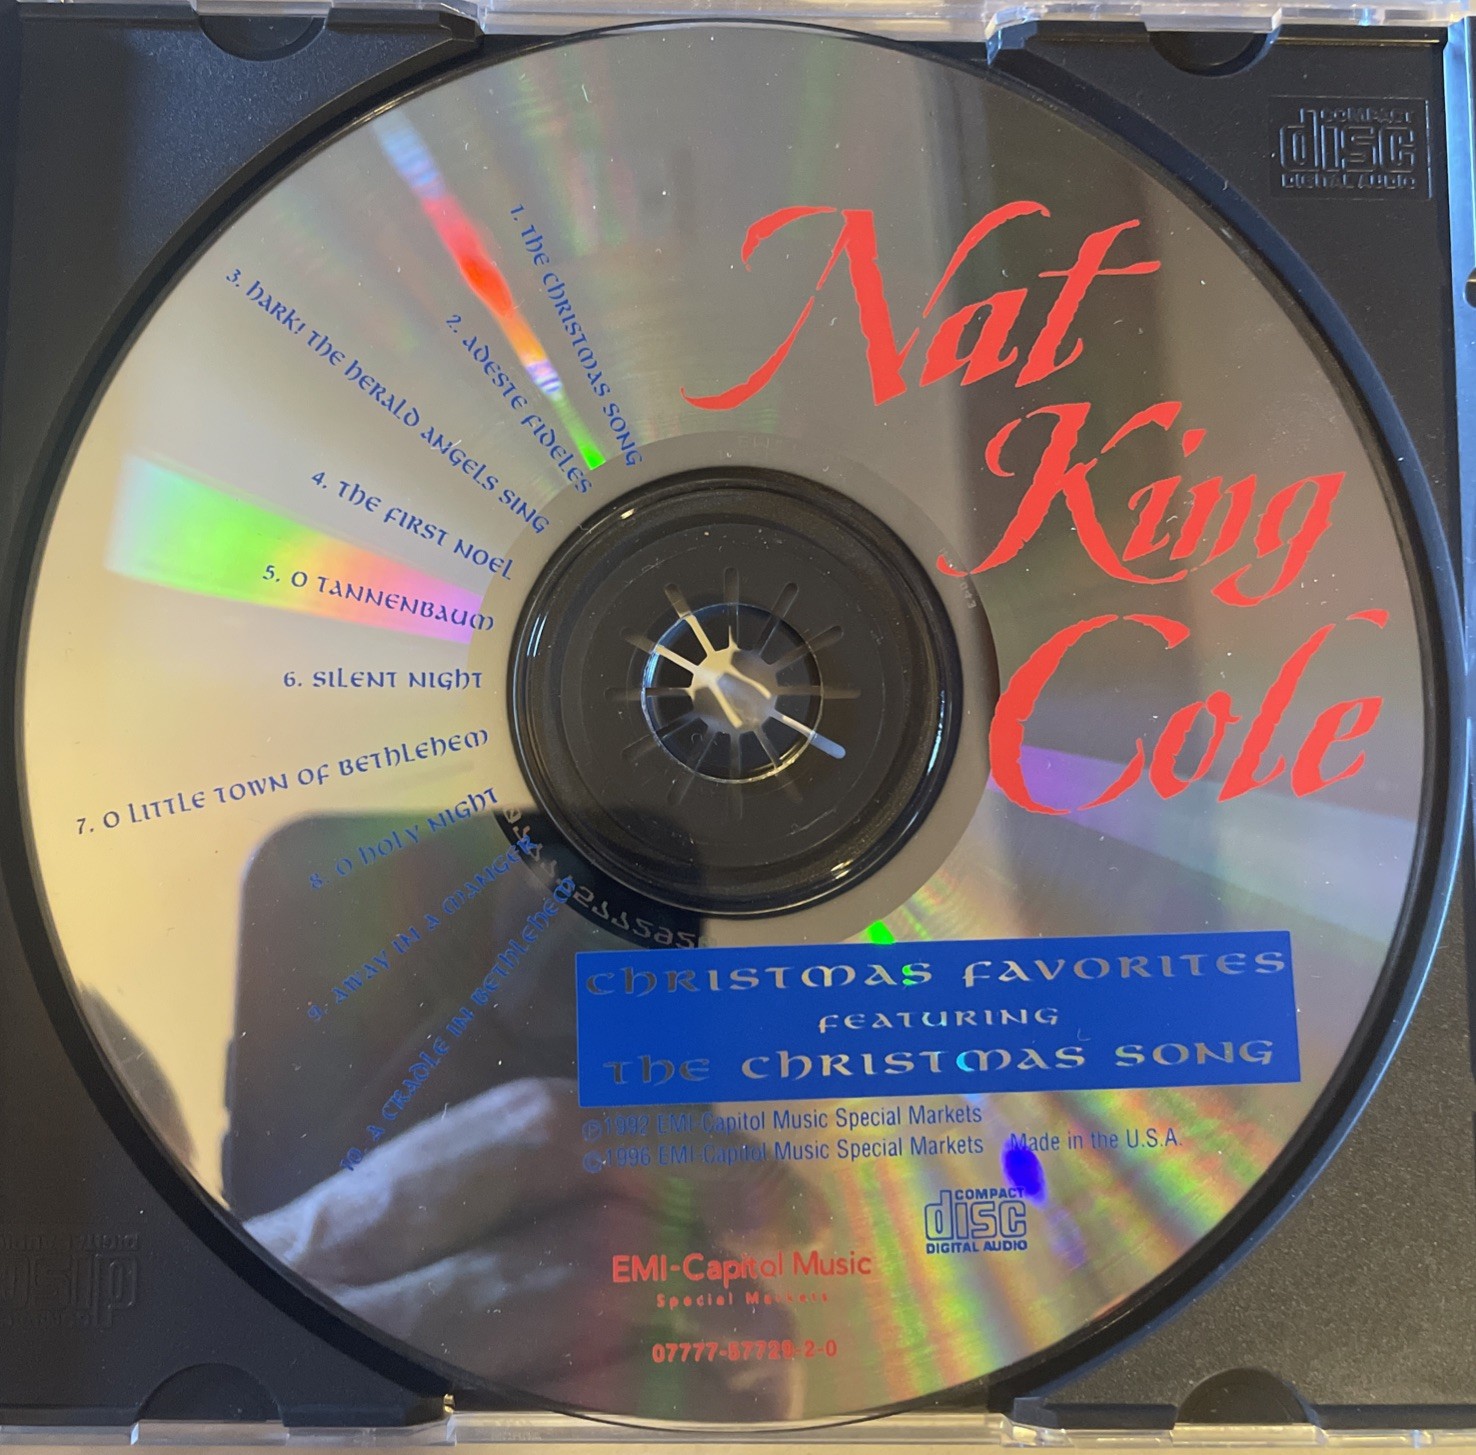 Nat
King
Cole
1. The Christmas Song
2. Adeste Fideles
3. Hark! The Herald Angels Sing
4. The First Noel
5. O Tannenbaum
6. Silent Night
7. O Little Town of Bethlehem
8. O Holy Night
9. Away in a Manger
10. A Cradle in Bethlehem
Christmas Favorites
featuring
The Christmas Song
℗1992 EMI-Capitol Music Special Markets
©1996 EMI-Capitol Music Special Markets Made in the U.S.A.
COMPACT
disc
DIGITAL AUDIO
EMI-Capitol Music
Special Markets
07777-57729-2-0
COMPACT
disc
DIGITAL AUDIO